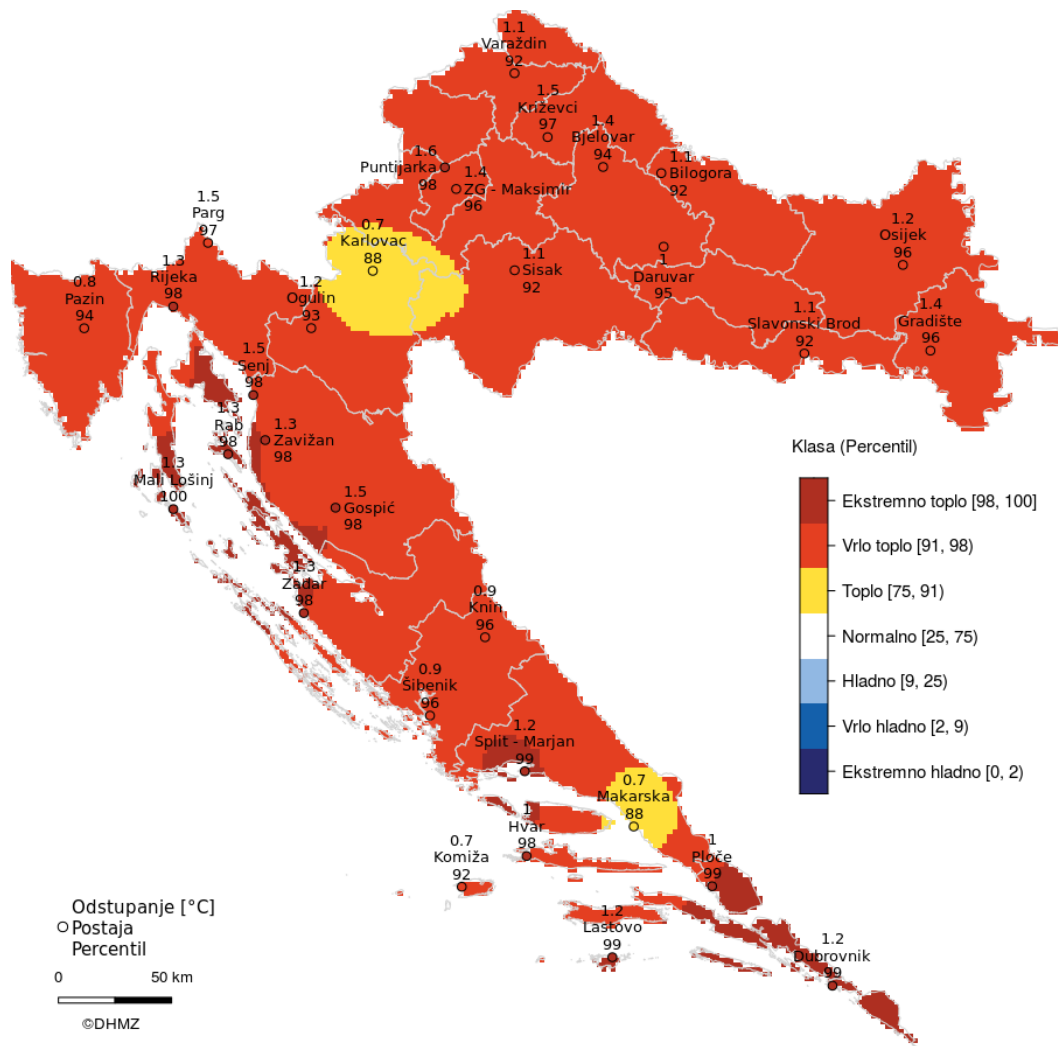 1.1
Varaždin
92
1.5
Križevci
97
1.4
Bjelovar
94
1.6
Puntijarka
98
1.4
ZG - Maksimir
96
1.1
Bilogora
92
1.5
Parg
97
0.7
Karlovac
88
1.2
Osijek
96
1.3
Rijeka
98
1.1
Sisak
92
1
Daruvar
95
0.8
Pazin
94
1.2
Ogulin
93
1.1
Slavonski Brod
92
1.4
Gradište
96
1.5
Senj
98
1.3
Rab
98
1.3
Zavižan
98
1.3
Mali Lošinj
100
1.5
Gospić
98
1.3
Zadar
98
0.9
Knin
96
0.9
Šibenik
96
1.2
Split - Marjan
99
0.7
Makarska
88
1
Hvar
98
0.7
Komiža
92
1
Ploče
99
1.2
Lastovo
99
1.2
Dubrovnik
99
Klasa (Percentil)
Ekstremno toplo [98, 100]
Vrlo toplo [91, 98)
Toplo [75, 91)
Normalno [25, 75)
Hladno [9, 25)
Vrlo hladno [2, 9)
Ekstremno hladno [0, 2)
Odstupanje [°C]
Postaja
Percentil
0 50 km
©DHMZ